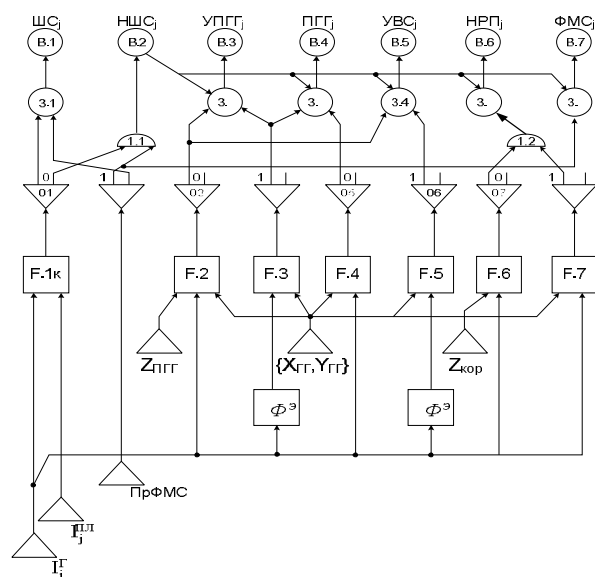 ШСj НШСj УПГГj ПГГj УВСj НРПj ФМСj
В.1 В.2 В.3 В.4 В.5 В.6 В.7
3.1 3. 3. 3.4 3. 3.
1.1 1.2
0 1 0 1 0 1 0 1
01 03 05 06 07
F.1к F.2 F.3 F.4 F.5 F.6 F.7
ZПГГ {XГГ,YГГ} Zкор
Фэ Фэ
ПрФМС
Ijпл
IjГ